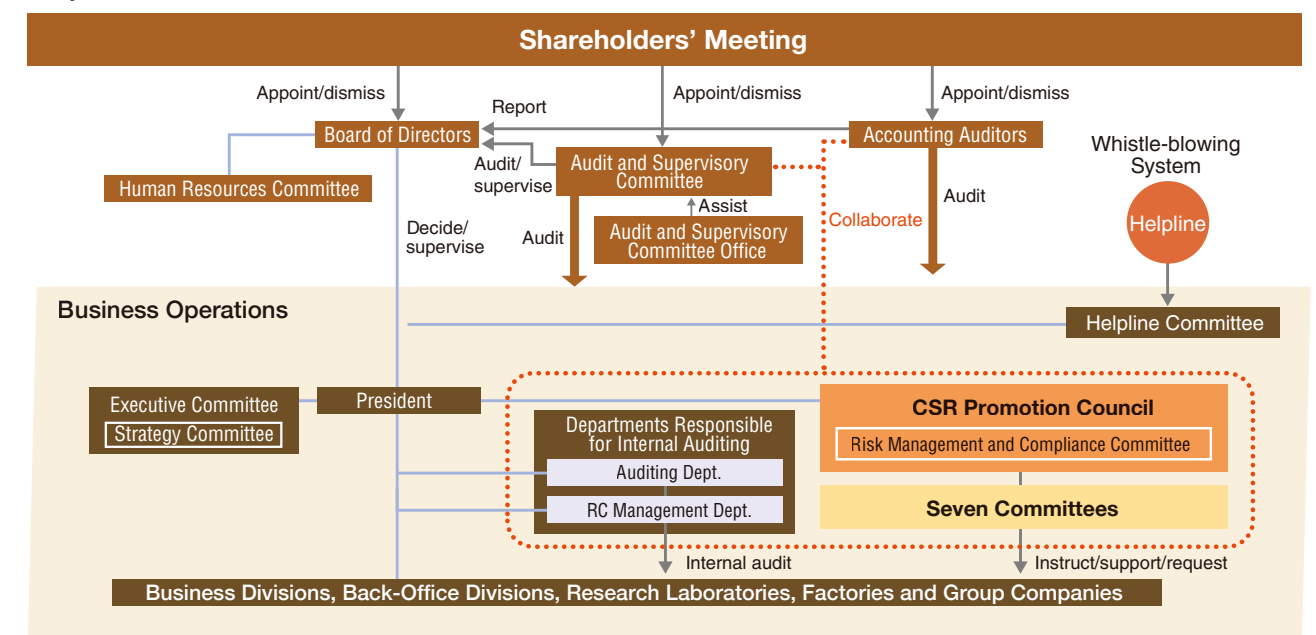 Shareholders’ Meeting
Appoint/dismiss
Appoint/dismiss
Appoint/dismiss
Report
Board of Directors
Accounting Auditors
Whistle-blowing
System
Audit/
supervise
Audit and Supervisory
Committee
Human Resources Committee
Audit
Assist
Collaborate
Helpline
Decide/
supervise
Audit
Audit and Supervisory
Committee Office
Business Operations
Helpline Committee
Executive Committee
Strategy Committee
President
CSR Promotion Council
Risk Management and Compliance Committee
Departments Responsible
for Internal Auditing
Auditing Dept.
RC Management Dept.
Seven Committees
Internal audit
Instruct/support/request
Business Divisions, Back-Office Divisions, Research Laboratories, Factories and Group Companies